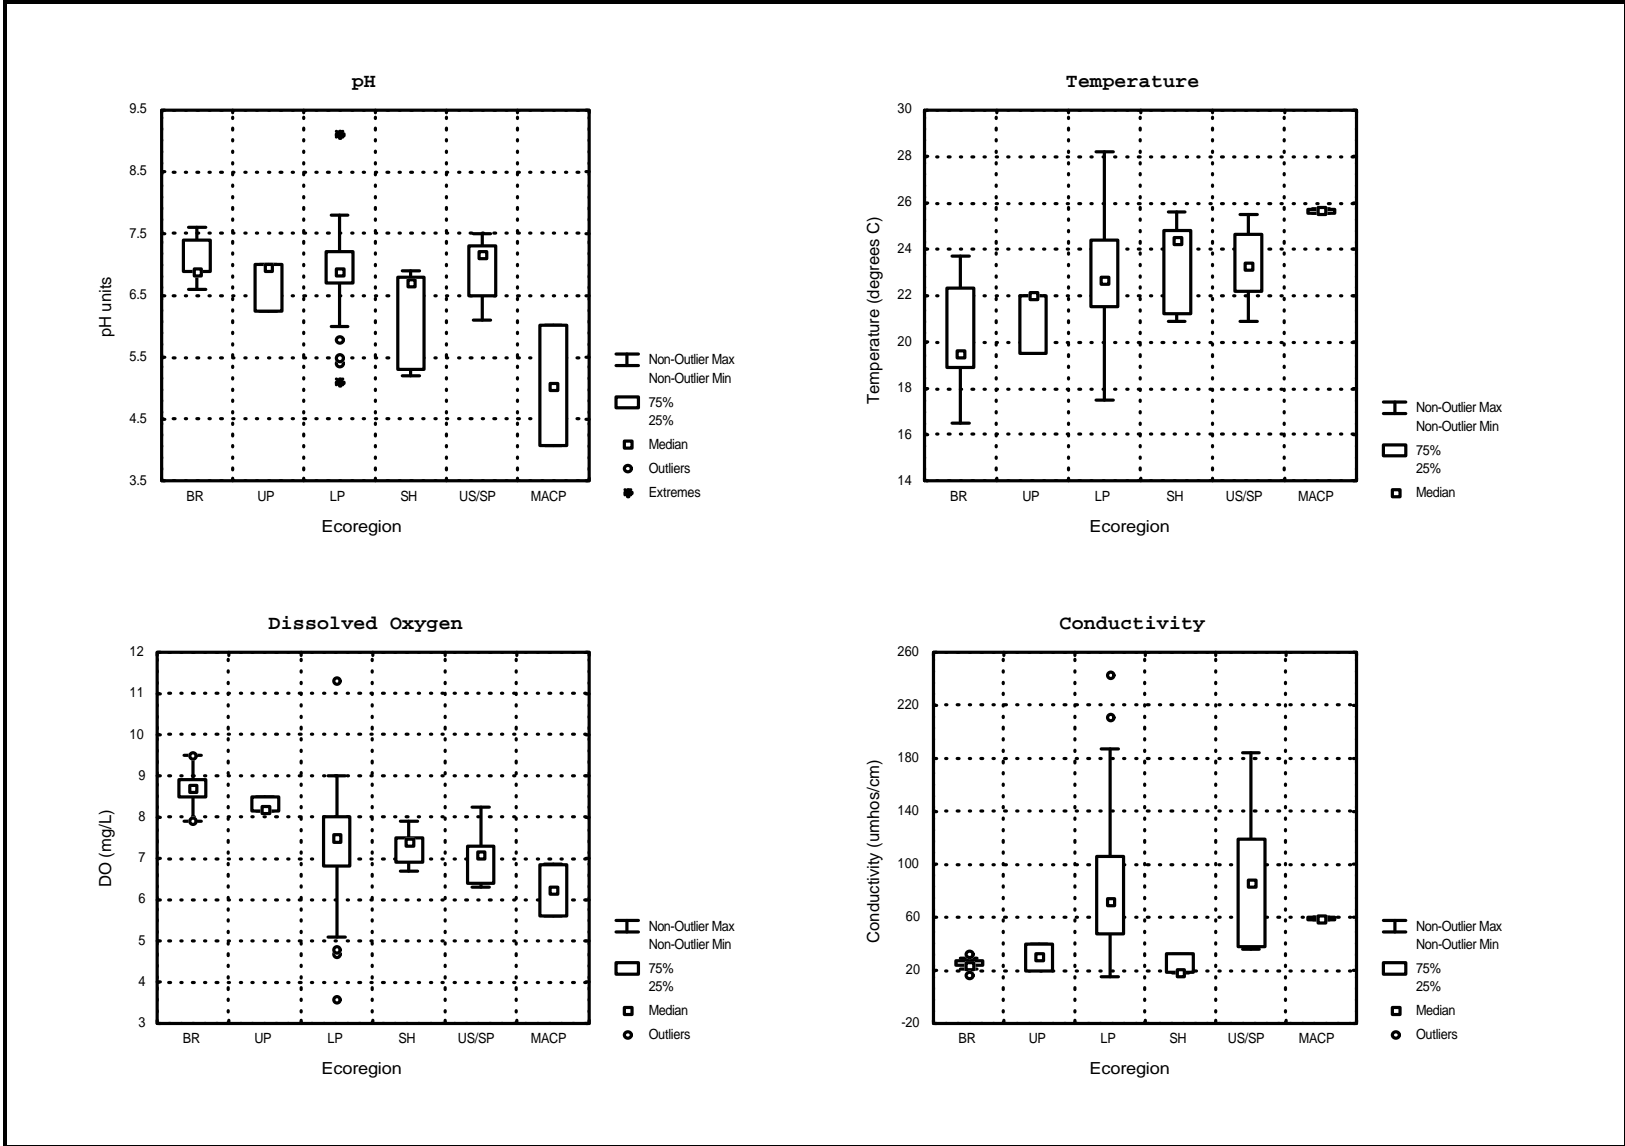 pH
9.5
8.5
7.5
6.5
5.5
4.5
3.5
pH units
BR UP LP SH US/SP MACP
Ecoregion
Non-Outlier Max
Non-Outlier Min
75%
25%
Median
Outliers
Extremes
Temperature
30
28
26
24
22
20
18
16
14
Temperature (degrees C)
BR UP LP SH US/SP MACP
Ecoregion
Non-Outlier Max
Non-Outlier Min
75%
25%
Median
Dissolved Oxygen
12
11
10
9
8
7
6
5
4
3
DO (mg/L)
BR UP LP SH US/SP MACP
Ecoregion
Non-Outlier Max
Non-Outlier Min
75%
25%
Median
Outliers
Conductivity
260
220
180
140
100
60
20
-20
Conductivity (umhos/cm)
BR UP LP SH US/SP MACP
Ecoregion
Non-Outlier Max
Non-Outlier Min
75%
25%
Median
Outliers